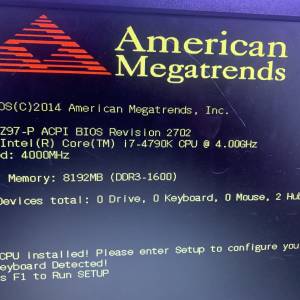 American
Megatrends
OS(C)2014 American Megatrends, Inc.
Z97-P ACPI BIOS Revision 2702
Intel(R) Core(TM) i7-4790K CPU @ 4.00GHz
d: 4000MHz
Memory: 8192MB (DDR3-1600)
Devices total: 0 Drive, 0 Keyboard, 0 Mouse, 2 Hub
CPU installed! Please enter Setup to configure you
eyboard Detected!
s F1 to Run SETUP